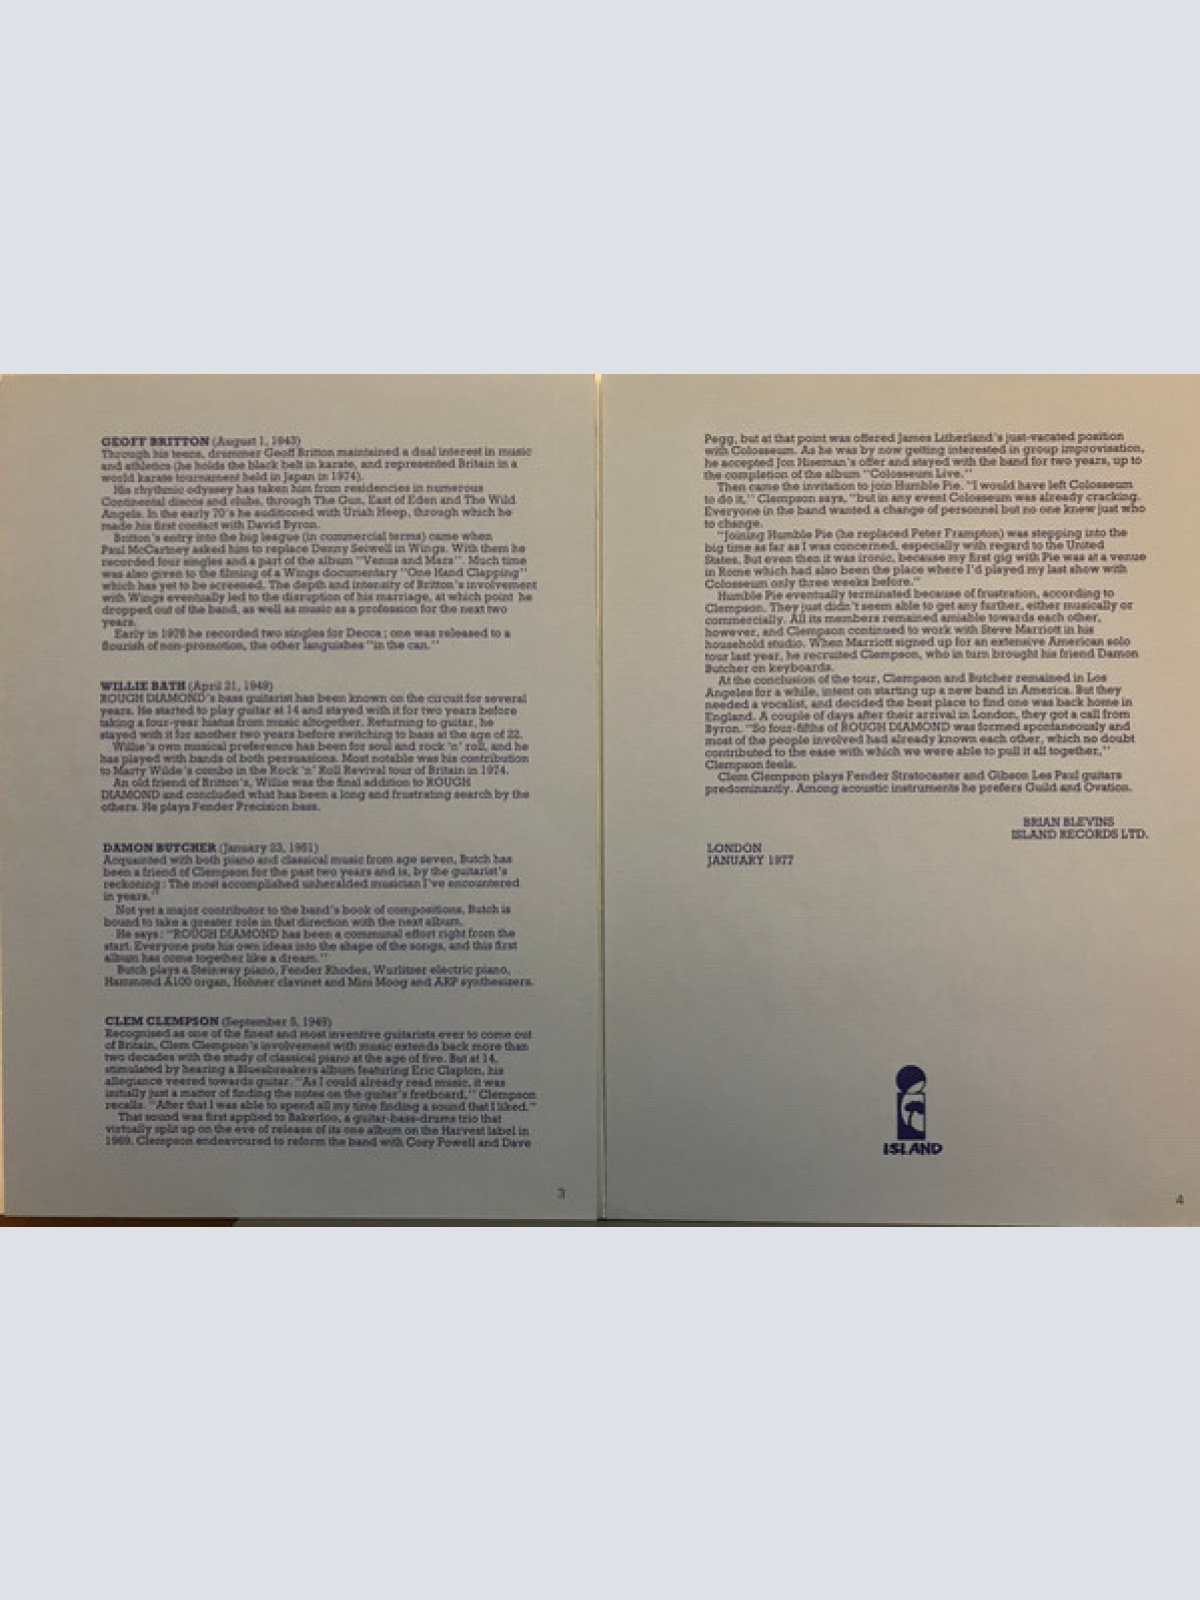 GEOFF BRITTON (August 1, 1943)
Through his teens, drummer Geoff Britton maintained a dual interest in music
and athletics (he holds the black belt in karate, and represented Britain in a
world karate tournament held in Japan in 1974).
His rhythmic odyssey has taken him from residencies in numerous
Continental discos and clubs, through The Gun, East of Eden and The Wild
Angels. In the early 70's he auditioned with Uriah Heep, through which he
made his first contact with David Byron.
Britton's entry into the big league (in commercial terms) came when
Paul McCartney asked him to replace Denny Seiwell in Wings. With them he
recorded four singles and a part of the album "Venus and Mars". Much time
was also given to the filming of a Wings documentary "One Hand Clapping"
which has yet to be screened. The depth and intensity of Britton's involvement
with Wings eventually led to the disruption of his marriage, at which point he
dropped out of the band, as well as music as a profession for the next two
years.
Early in 1976 he recorded two singles for Decca; one was released to a
flourish of non-promotion, the other languishes "in the can."
WILLIE BATH (April 21, 1949)
ROUGH DIAMOND's bass guitarist has been known on the circuit for several
years. He started to play guitar at 14 and stayed with it for two years before
taking a four-year hiatus from music altogether. Returning to guitar, he
stayed with it for another two years before switching to bass at the age of 22.
Willie's own musical preference has been for soul and rock 'n' roll, and he
has played with bands of both persuasions. Most notable was his contribution
to Marty Wilde's combo in the Rock 'n' Roll Revival tour of Britain in 1974.
An old friend of Britton's, Willie was the final addition to ROUGH
DIAMOND and concluded what has been a long and frustrating search by the
others. He plays Fender Precision bass.
DAMON BUTCHER (January 23, 1951)
Acquainted with both piano and classical music from age seven, Butch has
been a friend of Clempson for the past two years and is, by the guitarist's
reckoning: The most accomplished unheralded musician I've encountered
in years."
Not yet a major contributor to the band's book of compositions, Butch is
bound to take a greater role in that direction with the next album.
He says: "ROUGH DIAMOND has been a communal effort right from the
start. Everyone puts his own ideas into the shape of the songs, and this first
album has come together like a dream."
Butch plays a Steinway piano, Fender Rhodes, Wurlitzer electric piano,
Hammond A100 organ, Hohner clavinet and Mini Moog and ARP synthesizers.
CLEM CLEMPSON (September 5, 1949)
Recognised as one of the finest and most inventive guitarists ever to come out
of Britain, Clem Clempson's involvement with music extends back more than
two decades with the study of classical piano at the age of five. But at 14,
stimulated by hearing a Bluesbreakers album featuring Eric Clapton, his
allegiance veered towards guitar. "As I could already read music, it was
initially just a matter of finding the notes on the guitar's fretboard," Clempson
recalls. "After that I was able to spend all my time finding a sound that I liked."
That sound was first applied to Bakerloo, a guitar-bass-drums trio that
virtually split up on the eve of release of its one album on the Harvest label in
1969. Clempson endeavoured to reform the band with Cozy Powell and Dave
3
Pegg, but at that point was offered James Litherland's just-vacated position
with Colosseum. As he was by now getting interested in group improvisation,
he accepted Jon Hiseman's offer and stayed with the band for two years, up to
the completion of the album "Colosseum Live."
Then came the invitation to join Humble Pie. "I would have left Colosseum
to do it," Clempson says, "but in any event Colosseum was already cracking.
Everyone in the band wanted a change of personnel but no one knew just who
to change.
"Joining Humble Pie (he replaced Peter Frampton) was stepping into the
big time as far as I was concerned, especially with regard to the United
States. But even then it was ironic, because my first gig with Pie was at a venue
in Rome which had also been the place where I'd played my last show with
Colosseum only three weeks before."
Humble Pie eventually terminated because of frustration, according to
Clempson. They just didn't seem able to get any further, either musically or
commercially. All its members remained amiable towards each other,
however, and Clempson continued to work with Steve Marriott in his
household studio. When Marriott signed up for an extensive American solo
tour last year, he recruited Clempson, who in turn brought his friend Damon
Butcher on keyboards.
At the conclusion of the tour, Clempson and Butcher remained in Los
Angeles for a while, intent on starting up a new band in America. But they
needed a vocalist, and decided the best place to find one was back home in
England. A couple of days after their arrival in London, they got a call from
Byron. "So four-fifths of ROUGH DIAMOND was formed spontaneously and
most of the people involved had already known each other, which no doubt
contributed to the ease with which we were able to pull it all together,"
Clempson feels.
Clem Clempson plays Fender Stratocaster and Gibson Les Paul guitars
predominantly. Among acoustic instruments he prefers Guild and Ovation.
BRIAN BLEVINS
ISLAND RECORDS LTD.
LONDON
JANUARY 1977
ISLAND
4